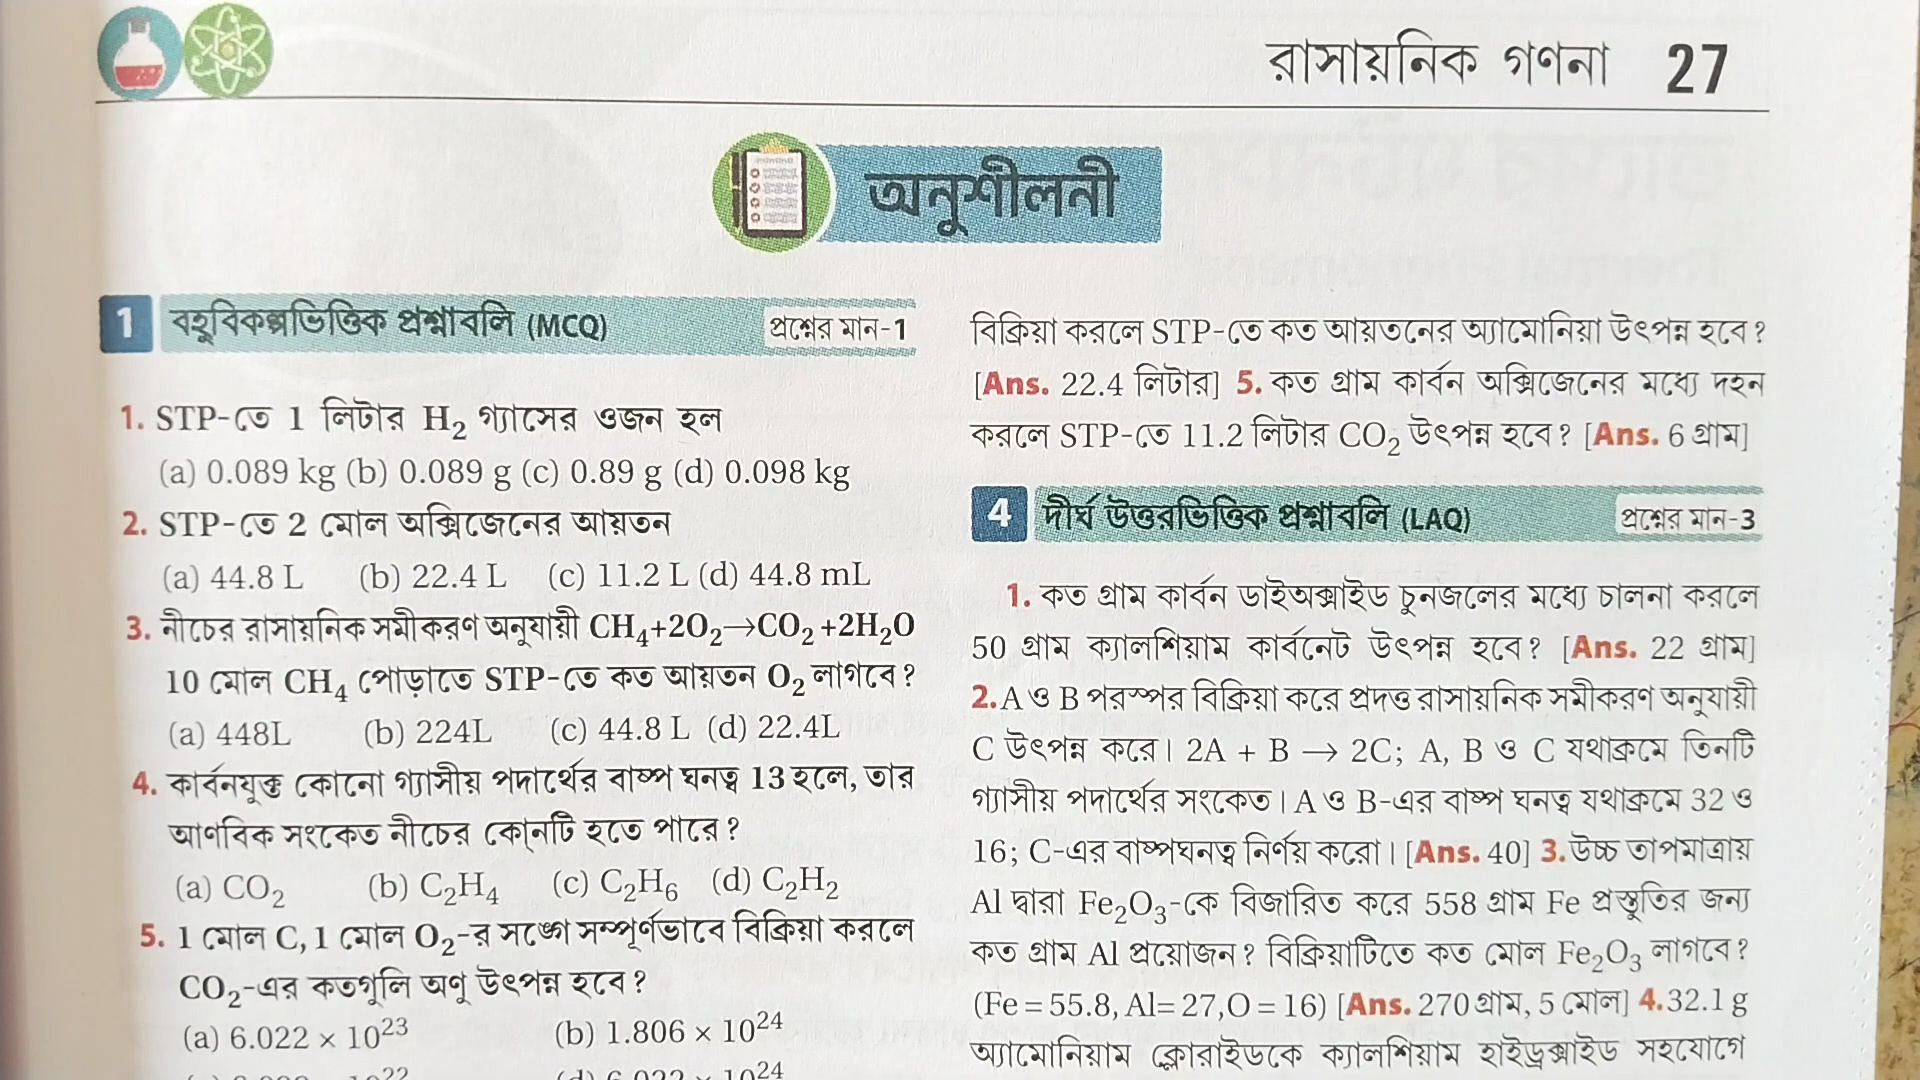 রাসায়নিক গণনা 27
অনুশীলনী
1 বহুবিকল্পভিত্তিক প্রশ্নাবলি (MCQ) প্রশ্নের মান-1
1. STP-তে 1 লিটার H₂ গ্যাসের ওজন হল
(a) 0.089 kg (b) 0.089 g (c) 0.89 g (d) 0.098 kg
2. STP-তে 2 মোল অক্সিজেনের আয়তন
(a) 44.8 L (b) 22.4 L (c) 11.2 L (d) 44.8 mL
3. নীচের রাসায়নিক সমীকরণ অনুযায়ী CH₄+2O₂→CO₂+2H₂O
10 মোল CH₄ পোড়াতে STP-তে কত আয়তন O₂ লাগবে?
(a) 448L (b) 224L (c) 44.8 L (d) 22.4L
4. কার্বনযুক্ত কোনো গ্যাসীয় পদার্থের বাষ্প ঘনত্ব 13 হলে, তার
আণবিক সংকেত নীচের কোনটি হতে পারে?
(a) CO₂ (b) C₂H₄ (c) C₂H₆ (d) C₂H₂
5. 1 মোল C, 1 মোল O₂-র সঙ্গে সম্পূর্ণভাবে বিক্রিয়া করলে
CO₂-এর কতগুলি অণু উৎপন্ন হবে?
(a) 6.022 × 10²³ (b) 1.806 × 10²⁴
বিক্রিয়া করলে STP-তে কত আয়তনের অ্যামোনিয়া উৎপন্ন হবে?
[Ans. 22.4 লিটার] 5. কত গ্রাম কার্বন অক্সিজেনের মধ্যে দহন
করলে STP-তে 11.2 লিটার CO₂ উৎপন্ন হবে? [Ans. 6 গ্রাম]
4 দীর্ঘ উত্তরভিত্তিক প্রশ্নাবলি (LAQ) প্রশ্নের মান-3
1. কত গ্রাম কার্বন ডাইঅক্সাইড চুনজলের মধ্যে চালনা করলে
50 গ্রাম ক্যালশিয়াম কার্বনেট উৎপন্ন হবে? [Ans. 22 গ্রাম]
2. A ও B পরস্পর বিক্রিয়া করে প্রদত্ত রাসায়নিক সমীকরণ অনুযায়ী
C উৎপন্ন করে। 2A + B → 2C; A, B ও C যথাক্রমে তিনটি
গ্যাসীয় পদার্থের সংকেত। A ও B-এর বাষ্প ঘনত্ব যথাক্রমে 32 ও
16; C-এর বাষ্পঘনত্ব নির্ণয় করো। [Ans. 40] 3. উচ্চ তাপমাত্রায়
Al দ্বারা Fe₂O₃-কে বিজারিত করে 558 গ্রাম Fe প্রস্তুতির জন্য
কত গ্রাম Al প্রয়োজন? বিক্রিয়াটিতে কত মোল Fe₂O₃ লাগবে?
(Fe = 55.8, Al= 27,O = 16) [Ans. 270 গ্রাম, 5 মোল] 4. 32.1 g
অ্যামোনিয়াম ক্লোরাইডকে ক্যালশিয়াম হাইড্রক্সাইড সহযোগে